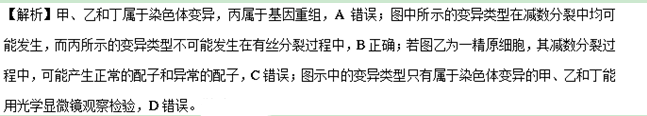 【解析】甲、乙和丁属于染色体变异，丙属于基因重组，A 错误；图中所示的变异类型在减数分裂中均可
能发生，而丙所示的变异类型不可能发生在有丝分裂过程中，B 正确；若图乙为一精原细胞，其减数分裂过
程中，可能产生正常的配子和异常的配子，C 错误；图示中的变异类型只有属于染色体变异的甲、乙和丁能
用光学显微镜观察检验，D 错误。